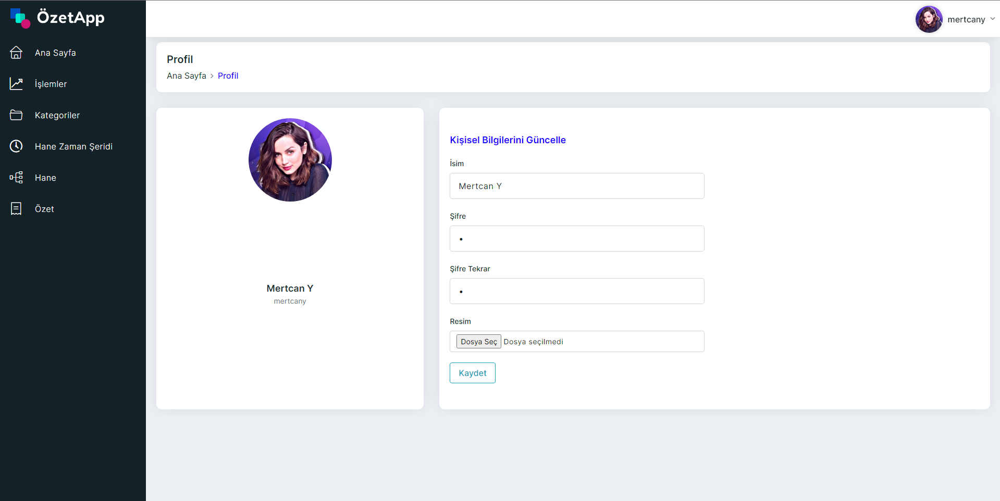 ÖzetApp
mertcany
Ana Sayfa
İşlemler
Kategoriler
Hane Zaman Şeridi
Hane
Özet
Profil
Ana Sayfa > Profil
Mertcan Y
mertcany
Kişisel Bilgilerini Güncelle
İsim
Mertcan Y
Şifre
•
Şifre Tekrar
•
Resim
Dosya Seç Dosya seçilmedi
Kaydet